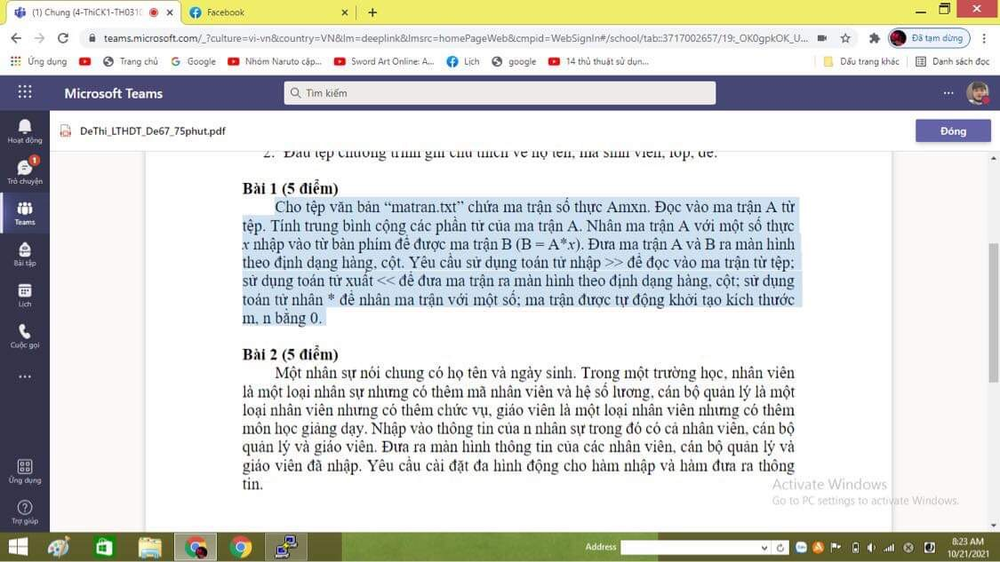 (1) Chung (4-ThiCK1-TH0310
Facebook
teams.microsoft.com/_?culture=vi-vn&country=VN&lm=deeplink&lmsrc=homePageWeb&cmpid=WebSignIn#/school/tab:3717002657/19:_OK0gpkOK_U...
Đã tạm dừng
Ứng dụng
Trang chủ
Google
Nhóm Naruto cặp...
Sword Art Online: A...
Lịch
google
14 thủ thuật sử dụn...
Dấu trang khác
Danh sách đọc
Microsoft Teams
Tìm kiếm
Hoạt động
DeThi_LTHDT_De67_75phut.pdf
Đóng
2. Đầu tệp chương trình ghi chú thích về họ tên, mã sinh viên, lớp, đề.
1
Trò chuyện
Teams
Bài tập
Lịch
Cuộc gọi
Bài 1 (5 điểm)
Cho tệp văn bản “matran.txt” chứa ma trận số thực Amxn. Đọc vào ma trận A từ
tệp. Tính trung bình cộng các phần tử của ma trận A. Nhân ma trận A với một số thực
x nhập vào từ bàn phím để được ma trận B (B = A*x). Đưa ma trận A và B ra màn hình
theo định dạng hàng, cột. Yêu cầu sử dụng toán tử nhập >> để đọc vào ma trận từ tệp;
sử dụng toán tử xuất << để đưa ma trận ra màn hình theo định dạng hàng, cột; sử dụng
toán tử nhân * để nhân ma trận với một số; ma trận được tự động khởi tạo kích thước
m, n bằng 0.
Bài 2 (5 điểm)
Một nhân sự nói chung có họ tên và ngày sinh. Trong một trường học, nhân viên
là một loại nhân sự nhưng có thêm mã nhân viên và hệ số lương, cán bộ quản lý là một
loại nhân viên nhưng có thêm chức vụ, giáo viên là một loại nhân viên nhưng có thêm
môn học giảng dạy. Nhập vào thông tin của n nhân sự trong đó có cả nhân viên, cán bộ
quản lý và giáo viên. Đưa ra màn hình thông tin của các nhân viên, cán bộ quản lý và
giáo viên đã nhập. Yêu cầu cài đặt đa hình động cho hàm nhập và hàm đưa ra thông
tin.
Ứng dụng
Trợ giúp
Activate Windows
Go to PC settings to activate Windows.
Address
8:23 AM
10/21/2021